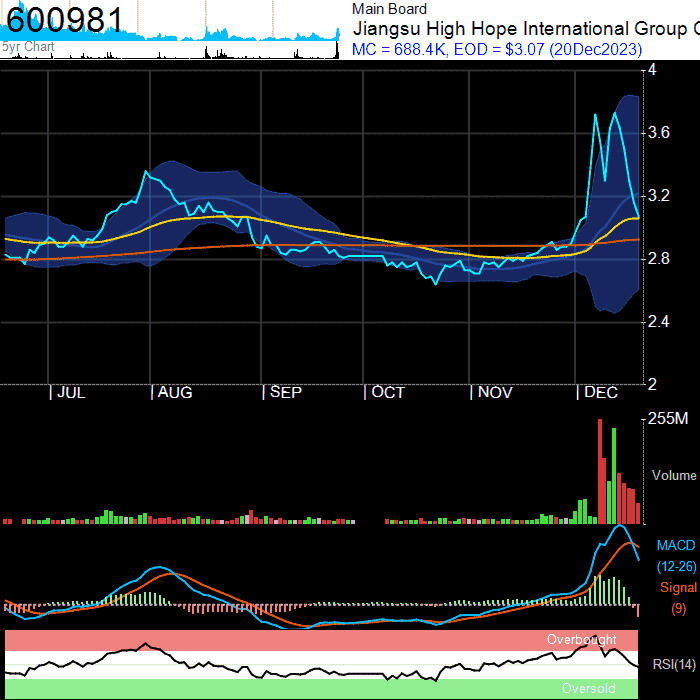 600981
5yr Chart
Main Board
Jiangsu High Hope International Group C
MC = 688.4K, EOD = $3.07 (20Dec2023)
4
3.6
3.2
2.8
2.4
2
| JUL | AUG | SEP | OCT | NOV | DEC
255M
Volume
MACD
(12-26)
Signal
(9)
Overbought
RSI(14)
Oversold